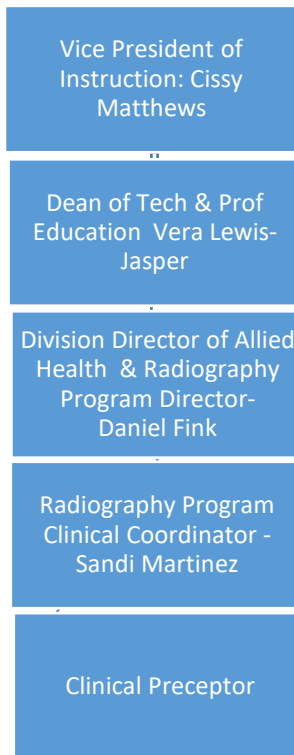 Vice President of
Instruction: Cissy
Matthews
Dean of Tech & Prof
Education  Vera Lewis-
Jasper
Division Director of Allied
Health  & Radiography
Program Director-
Daniel Fink
Radiography Program
Clinical Coordinator -
Sandi Martinez
Clinical Preceptor